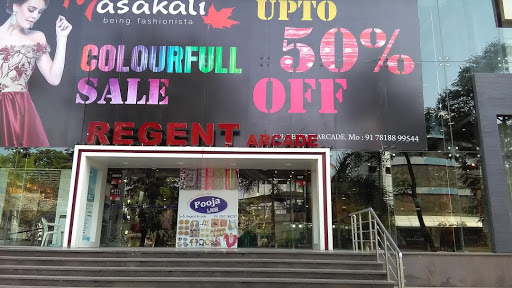 Masakali
being fashionista
COLOURFULL
SALE
UPTO
50%
OFF
ARCADE. Mo : 91 78188 99544
REGENT ARCADE
Pooja